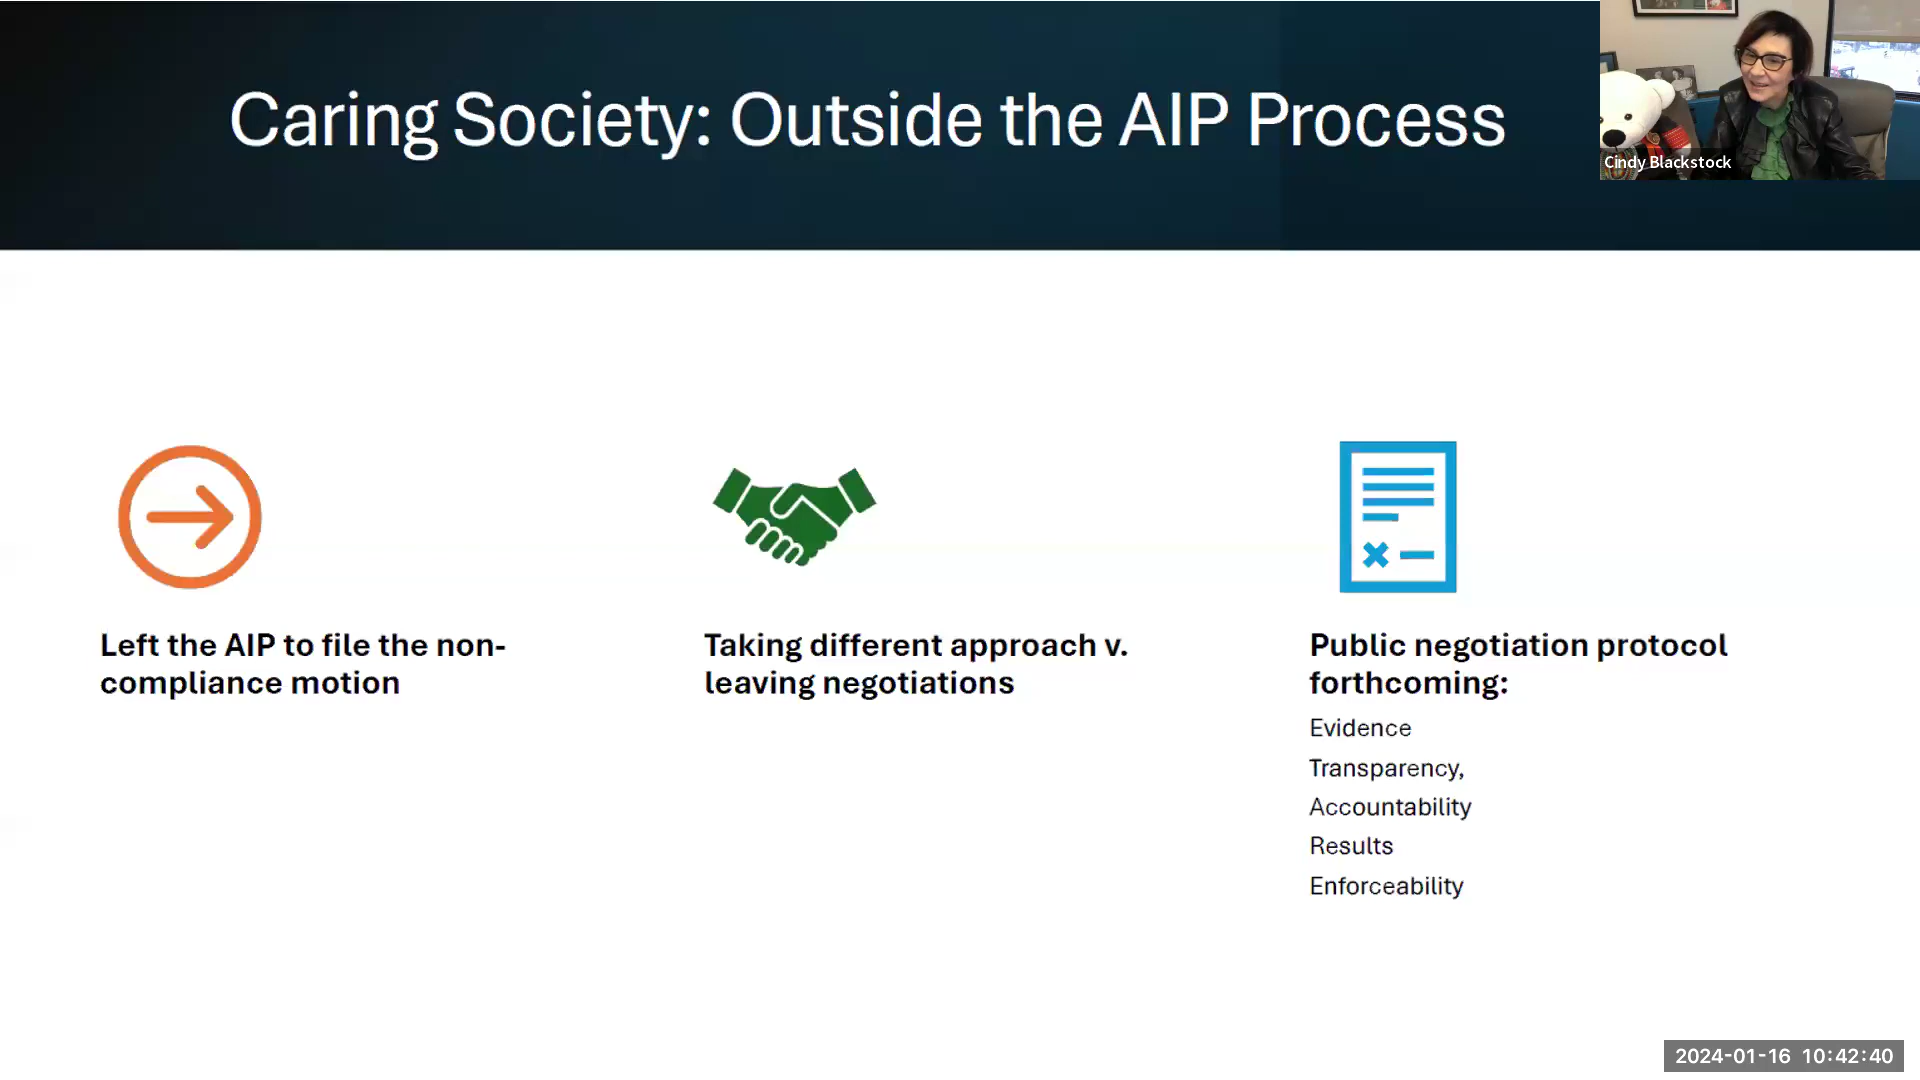 Caring Society: Outside the AIP Process
Cindy Blackstock
Left the AIP to file the non-
compliance motion
Taking different approach v.
leaving negotiations
Public negotiation protocol
forthcoming:
Evidence
Transparency,
Accountability
Results
Enforceability
2024-01-16 10:42:40